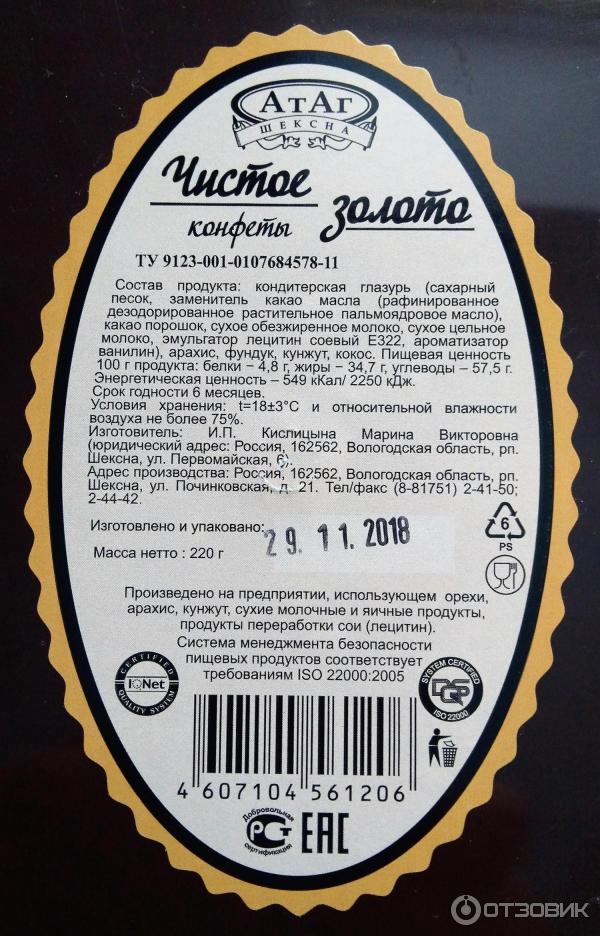 АтАг
ШЕКСНА
Чистое золото
конфеты
ТУ 9123-001-0107684578-11
Состав продукта: кондитерская глазурь (сахарный
песок, заменитель какао масла (рафинированное
дезодорированное растительное пальмоядровое масло),
какао порошок, сухое обезжиренное молоко, сухое цельное
молоко, эмульгатор лецитин соевый Е322, ароматизатор
ванилин), арахис, фундук, кунжут, кокос. Пищевая ценность
100 г продукта: белки – 4,8 г, жиры – 34,7 г, углеводы – 57,5 г.
Энергетическая ценность – 549 кКал/ 2250 кДж.
Срок годности 6 месяцев.
Условия хранения: t=18±3°С и относительной влажности
воздуха не более 75%.
Изготовитель: И.П. Кислицына Марина Викторовна
(юридический адрес: Россия, 162562, Вологодская область, рп.
Шексна, ул. Первомайская, 6.
Адрес производства: Россия, 162562, Вологодская область, рп.
Шексна, ул. Починковская, д. 21. Тел/факс (8-81751) 2-41-50;
2-44-42.
Изготовлено и упаковано: 29. 11. 2018
Масса нетто : 220 г
6
PS
Произведено на предприятии, использующем орехи,
арахис, кунжут, сухие молочные и яичные продукты,
продукты переработки сои (лецитин).
Система менеджмента безопасности
пищевых продуктов соответствует
требованиям ISO 22000:2005
CERTIFIED
IQNet
QUALITY SYSTEM
SYSTEM CERTIFIED
DQS
ISO 22000
4 607104 561206
Добровольная
РСТ
сертификация
ЕАС
ОТЗОВИК